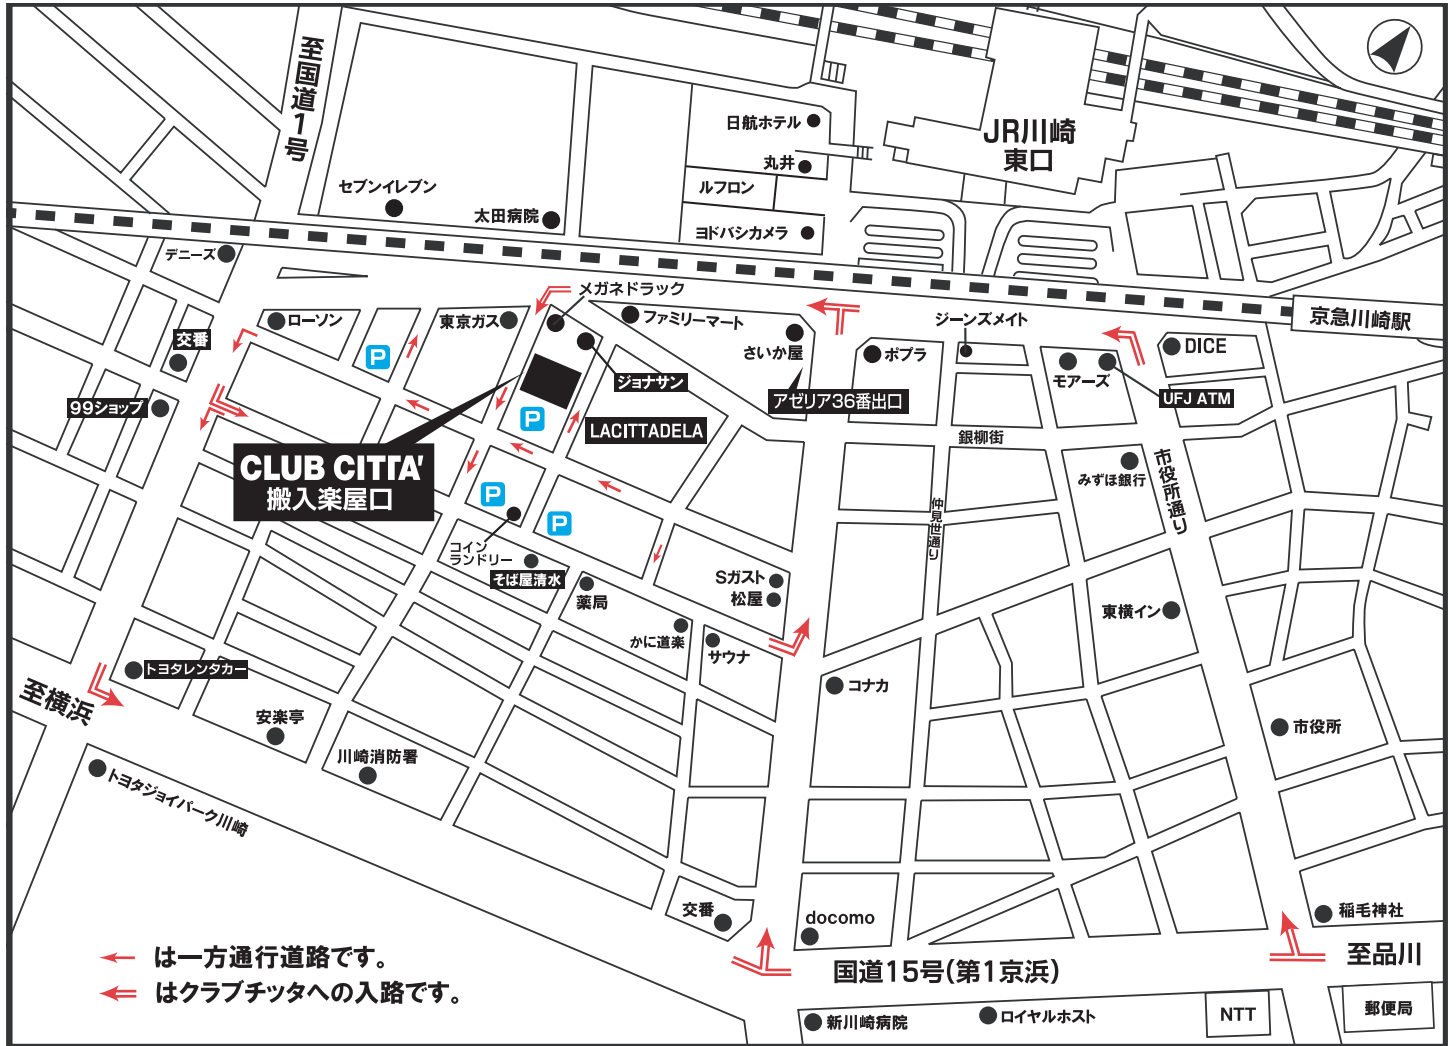 至国道1号
日航ホテル
JR川崎
東口
丸井
セブンイレブン
ルフロン
太田病院
ヨドバシカメラ
デニーズ
メガネドラック
ローソン
東京ガス
ファミリーマート
ジーンズメイト
京急川崎駅
交番
P
さいか屋
ポプラ
DICE
モアーズ
ジョナサン
UFJ ATM
99ショップ
アゼリア36番出口
P
LACITTADELA
銀柳街
CLUB CITTA'
搬入楽屋口
みずほ銀行
市役所通り
P
P
仲見世通り
コイン
ランドリー
そば屋清水
Sガスト
松屋
薬局
東横イン
かに道楽
サウナ
トヨタレンタカー
コナカ
至横浜
安楽亭
市役所
川崎消防署
トヨタジョイパーク川崎
交番
docomo
稲毛神社
は一方通行道路です。
至品川
国道15号(第1京浜)
はクラブチッタへの入路です。
新川崎病院
ロイヤルホスト
NTT
郵便局